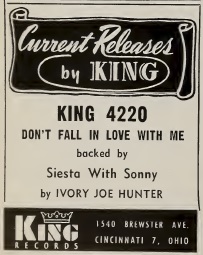 Current Releases
by KING
KING 4220
DON'T FALL IN LOVE WITH ME
backed by
Siesta With Sonny
by IVORY JOE HUNTER
KING
RECORDS
1540 BREWSTER AVE.
CINCINNATI 7, OHIO